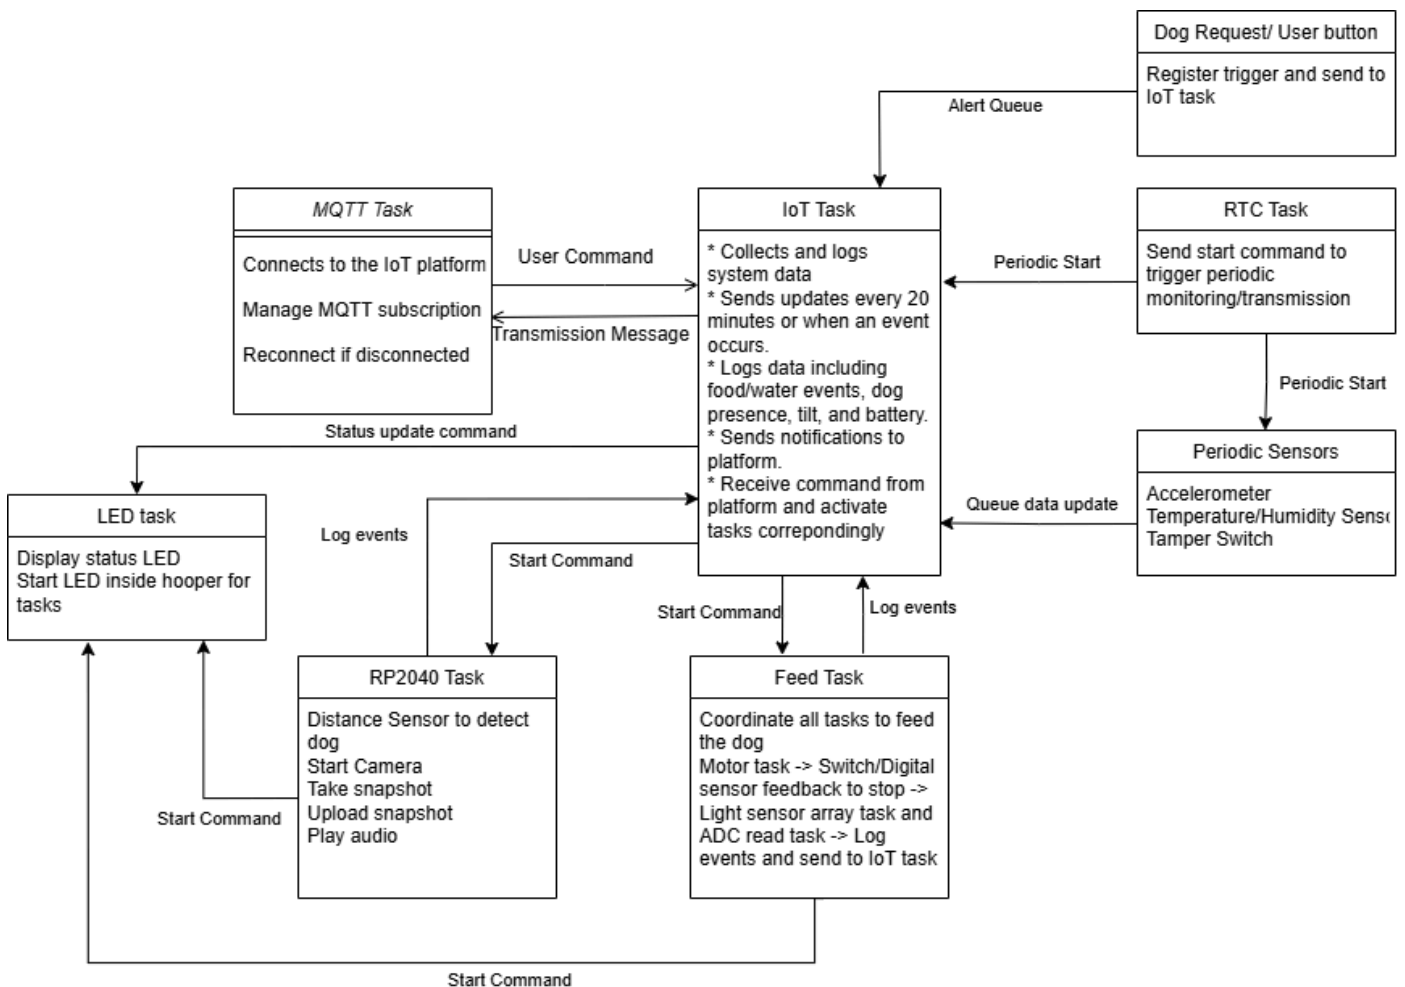 Dog Request/ User button
Register trigger and send to
IoT task
Alert Queue
MQTT Task
Connects to the IoT platform
Manage MQTT subscription
Reconnect if disconnected
User Command
Transmission Message
IoT Task
* Collects and logs
system data
* Sends updates every 20
minutes or when an event
occurs.
* Logs data including
food/water events, dog
presence, tilt, and battery.
* Sends notifications to
platform.
* Receive command from
platform and activate
tasks correpondingly
Periodic Start
RTC Task
Send start command to
trigger periodic
monitoring/transmission
Periodic Start
Periodic Sensors
Accelerometer
Temperature/Humidity Sens
Tamper Switch
Queue data update
Status update command
LED task
Display status LED
Start LED inside hooper for
tasks
Log events
Start Command
Start Command
Log events
RP2040 Task
Distance Sensor to detect
dog
Start Camera
Take snapshot
Upload snapshot
Play audio
Start Command
Feed Task
Coordinate all tasks to feed
the dog
Motor task -> Switch/Digital
sensor feedback to stop ->
Light sensor array task and
ADC read task -> Log
events and send to IoT task
Start Command